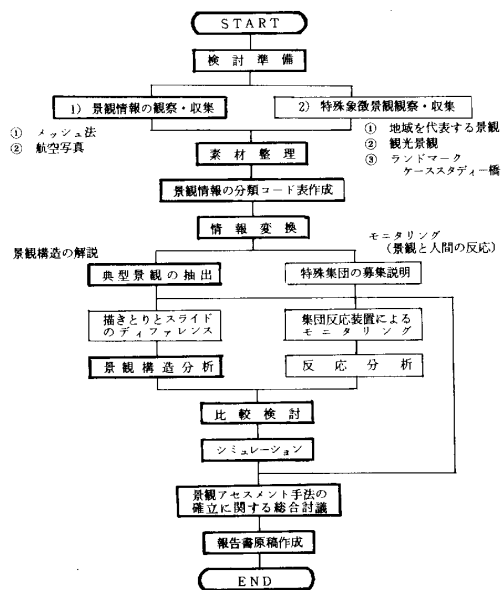 START
検討準備
1) 景観情報の観察・収集
2) 特殊象徴景観観察・収集
① メッシュ法
② 航空写真
① 地域を代表する景観
② 観光景観
③ ランドマーク
ケーススタディー橋
素材整理
景観情報の分類コード表作成
情報変換
景観構造の解説
モニタリング
(景観と人間の反応)
典型景観の抽出
特殊集団の募集説明
描きとりとスライド
のディファレンス
集団反応装置による
モニタリング
景観構造分析
反応分析
比較検討
シミュレーション
景観アセスメント手法の
確立に関する総合討議
報告書原稿作成
END